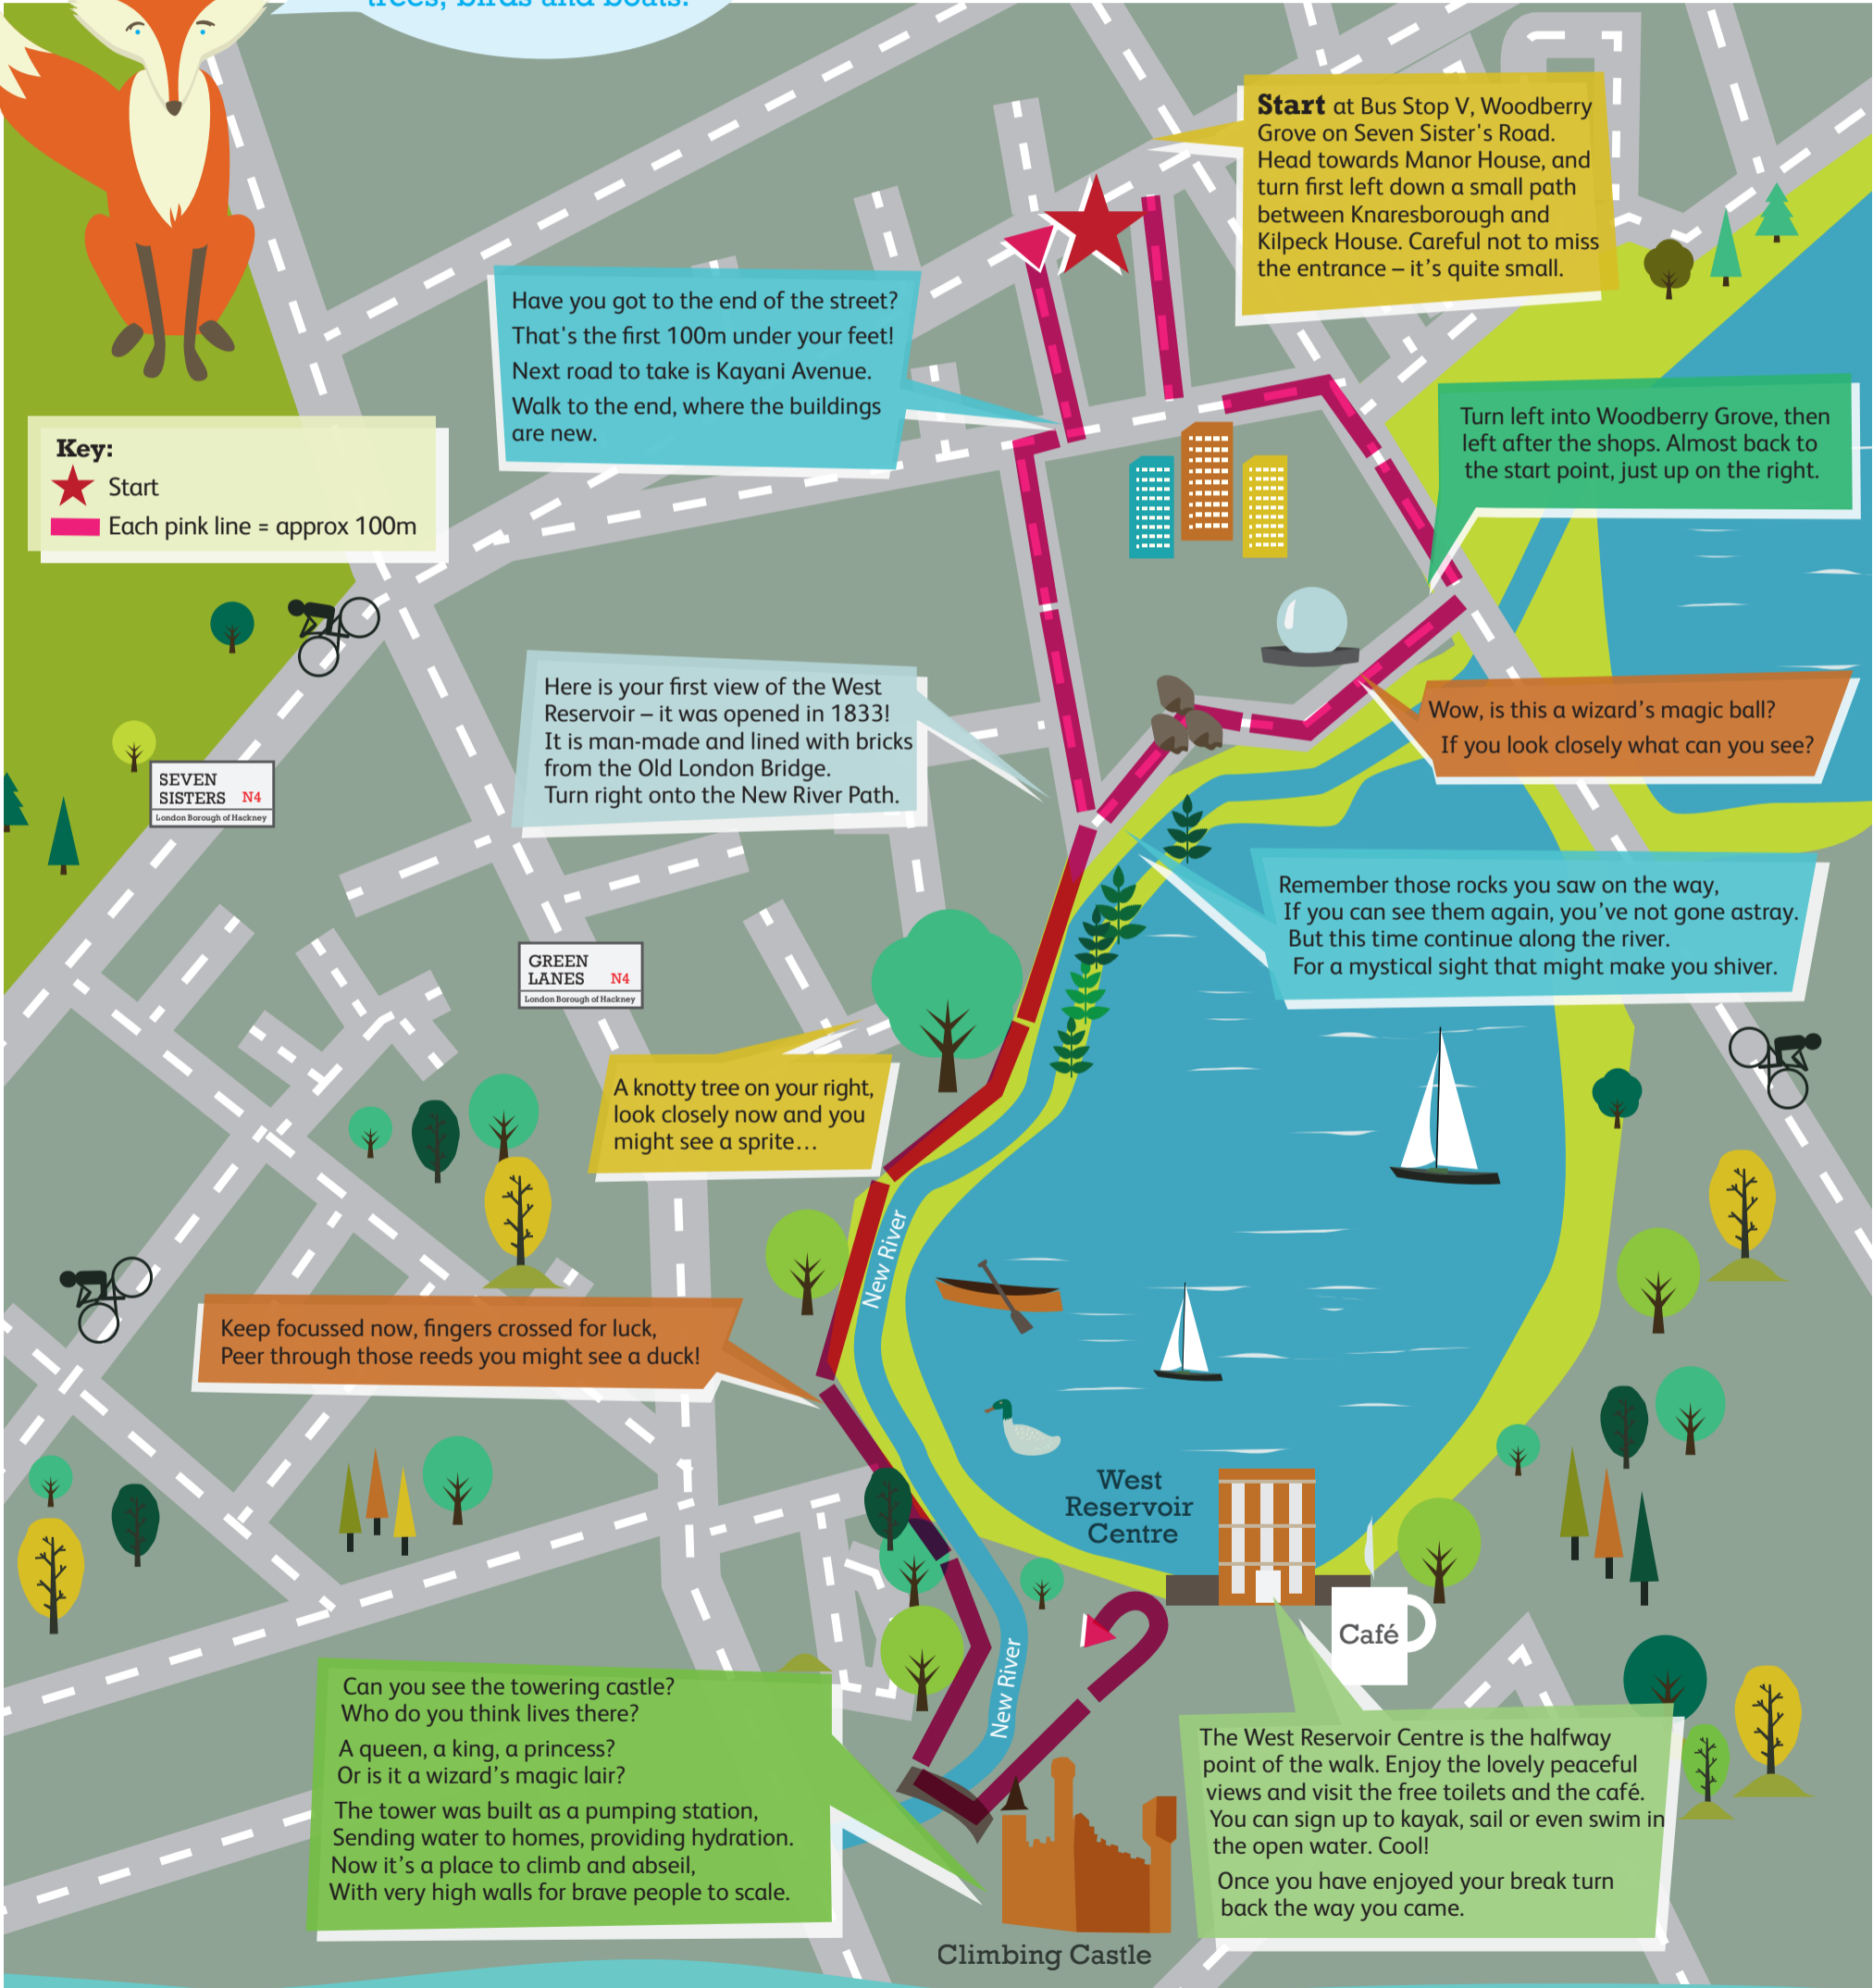 trees, birds and boats.
Start at Bus Stop V, Woodberry
Grove on Seven Sister's Road.
Head towards Manor House, and
turn first left down a small path
between Knaresborough and
Kilpeck House. Careful not to miss
the entrance – it's quite small.
Have you got to the end of the street?
That's the first 100m under your feet!
Next road to take is Kayani Avenue.
Walk to the end, where the buildings
are new.
Turn left into Woodberry Grove, then
left after the shops. Almost back to
the start point, just up on the right.
Key:
Start
Each pink line = approx 100m
Here is your first view of the West
Reservoir – it was opened in 1833!
It is man-made and lined with bricks
from the Old London Bridge.
Turn right onto the New River Path.
Wow, is this a wizard's magic ball?
If you look closely what can you see?
SEVEN
SISTERS N4
London Borough of Hackney
Remember those rocks you saw on the way,
If you can see them again, you've not gone astray.
But this time continue along the river.
For a mystical sight that might make you shiver.
GREEN
LANES N4
London Borough of Hackney
A knotty tree on your right,
look closely now and you
might see a sprite…
New River
Keep focussed now, fingers crossed for luck,
Peer through those reeds you might see a duck!
West
Reservoir
Centre
Café
New River
Can you see the towering castle?
Who do you think lives there?
A queen, a king, a princess?
Or is it a wizard's magic lair?
The tower was built as a pumping station,
Sending water to homes, providing hydration.
Now it's a place to climb and abseil,
With very high walls for brave people to scale.
The West Reservoir Centre is the halfway
point of the walk. Enjoy the lovely peaceful
views and visit the free toilets and the café.
You can sign up to kayak, sail or even swim in
the open water. Cool!
Once you have enjoyed your break turn
back the way you came.
Climbing Castle